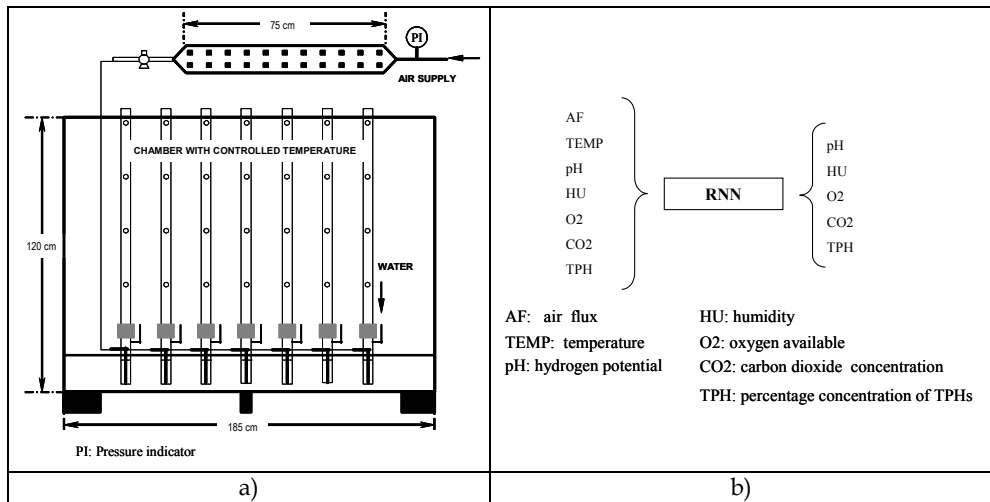 75 cm
PI
AIR SUPPLY
CHAMBER WITH CONTROLLED TEMPERATURE
120 cm
WATER
185 cm
PI: Pressure indicator
a)
AF
TEMP
pH
HU
O2
CO2
TPH
RNN
pH
HU
O2
CO2
TPH
AF: air flux
TEMP: temperature
pH: hydrogen potential
HU: humidity
O2: oxygen available
CO2: carbon dioxide concentration
TPH: percentage concentration of TPHs
b)